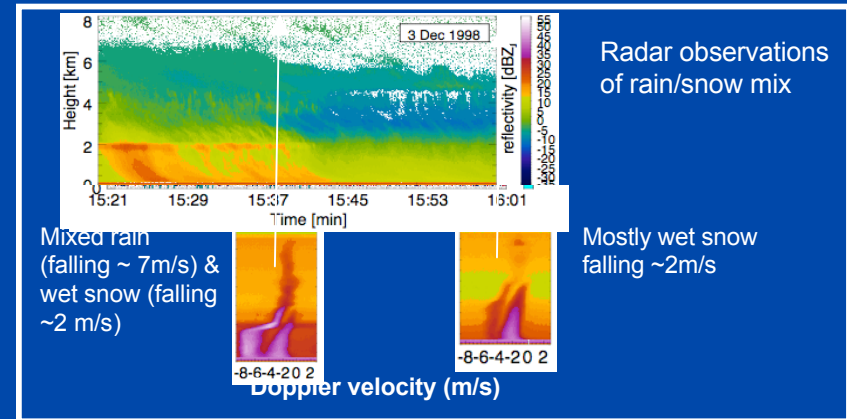 3 Dec 1998
8
6
4
2
0
Height [km]
55
50
45
40
35
30
25
20
15
10
5
0
-5
-10
-15
-20
-25
-30
reflectivity [dBZ]
Radar observations
of rain/snow mix
15:21 15:29 15:37 15:45 15:53 16:01
Time [min]
Mixed rain
(falling ~ 7m/s) &
wet snow (falling
~2 m/s)
Mostly wet snow
falling ~2m/s
-8-6-4-20 2
-8-6-4-20 2
Doppler velocity (m/s)